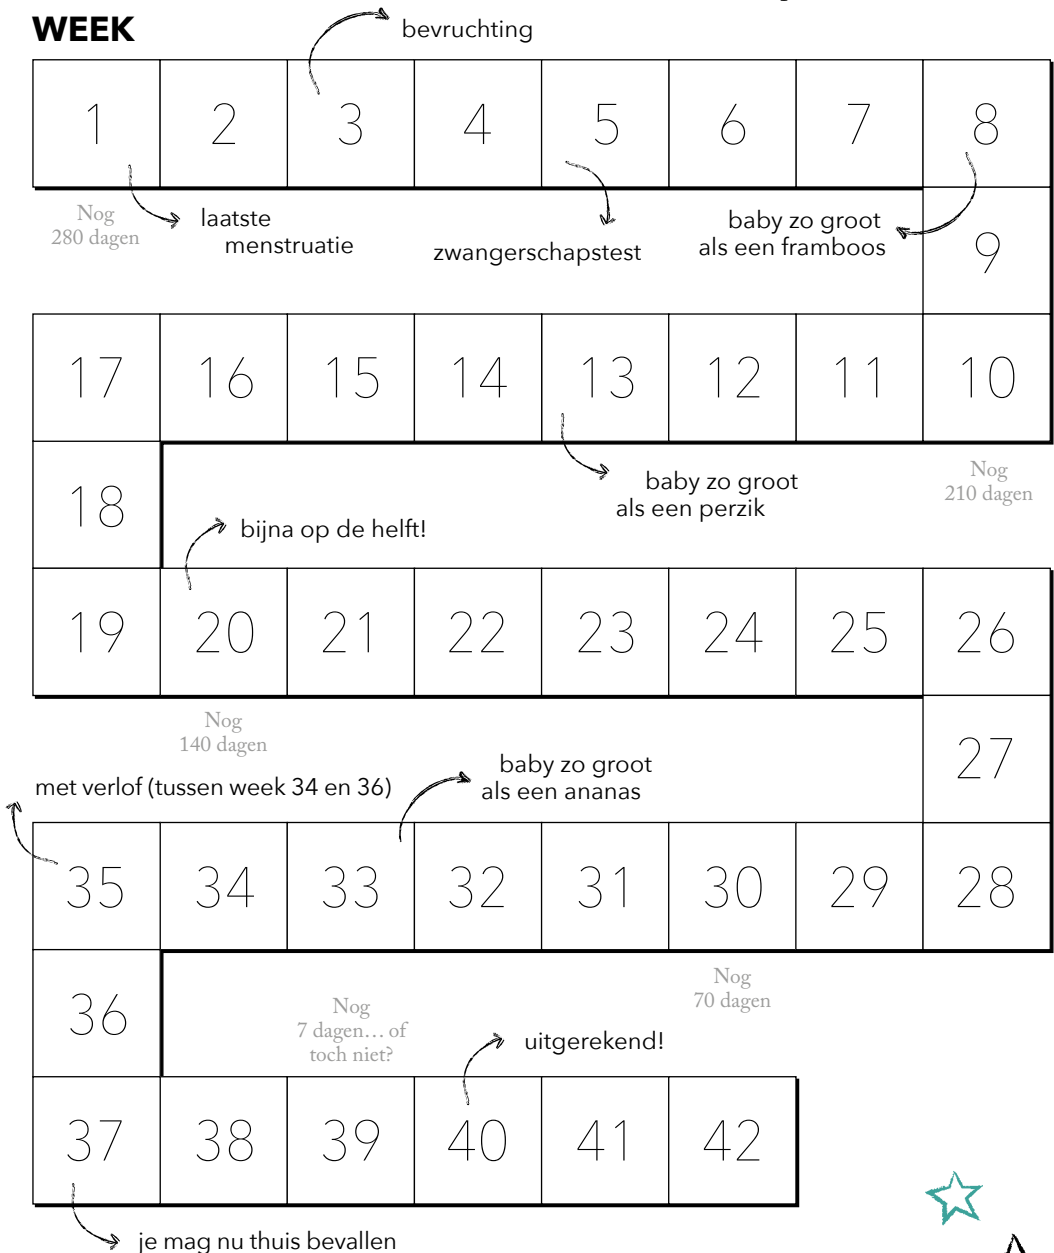 WEEK
bevruchting
1 2 3 4 5 6 7 8
Nog
280 dagen
laatste
menstruatie
zwangerschapstest
baby zo groot
als een framboos
9
17 16 15 14 13 12 11 10
18
baby zo groot
als een perzik
Nog
210 dagen
bijna op de helft!
19 20 21 22 23 24 25 26
Nog
140 dagen
27
met verlof (tussen week 34 en 36)
baby zo groot
als een ananas
35 34 33 32 31 30 29 28
36
Nog
7 dagen... of
toch niet?
Nog
70 dagen
uitgerekend!
37 38 39 40 41 42
je mag nu thuis bevallen